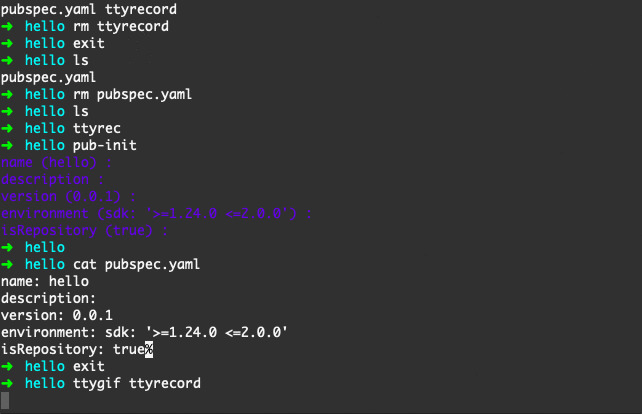 pubspec.yaml ttyrecord
➜ hello rm ttyrecord
➜ hello exit
➜ hello ls
pubspec.yaml
➜ hello rm pubspec.yaml
➜ hello ls
➜ hello ttyrec
➜ hello pub-init
name (hello) :
description :
version (0.0.1) :
environment (sdk: '>=1.24.0 <=2.0.0') :
isRepository (true) :
➜ hello
➜ hello cat pubspec.yaml
name: hello
description:
version: 0.0.1
environment: sdk: '>=1.24.0 <=2.0.0'
isRepository: true%
➜ hello exit
➜ hello ttygif ttyrecord